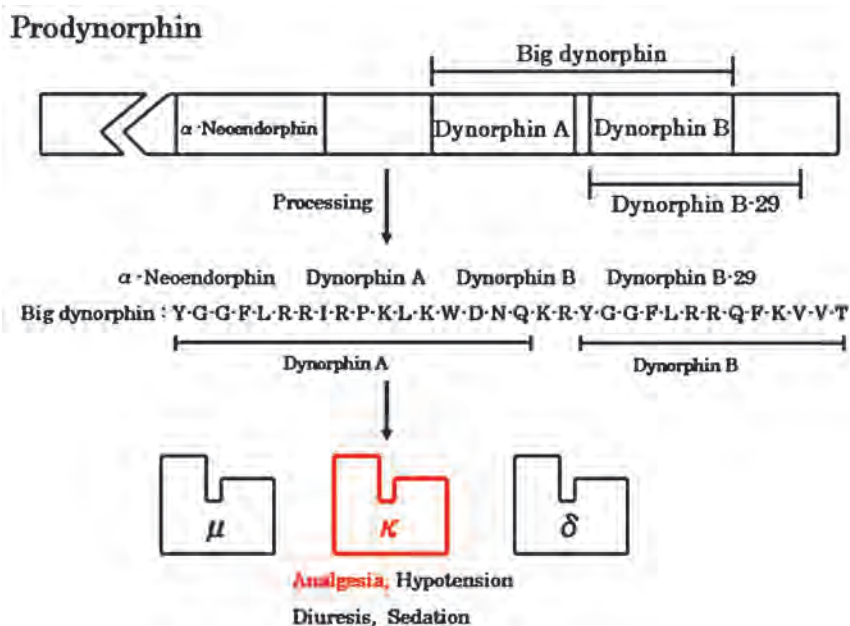 Prodynorphin
Big dynorphin
α·Neoendorphin Dynorphin A Dynorphin B
Dynorphin B·29
Processing
α·Neoendorphin Dynorphin A Dynorphin B Dynorphin B·29
Big dynorphin : Y·G·G·F·L·R·R·I·R·P·K·L·K·W·D·N·Q·K·R·Y·G·G·F·L·R·R·Q·F·K·V·V·T
Dynorphin A Dynorphin B
μ κ δ
Analgesia, Hypotension
Diuresis, Sedation